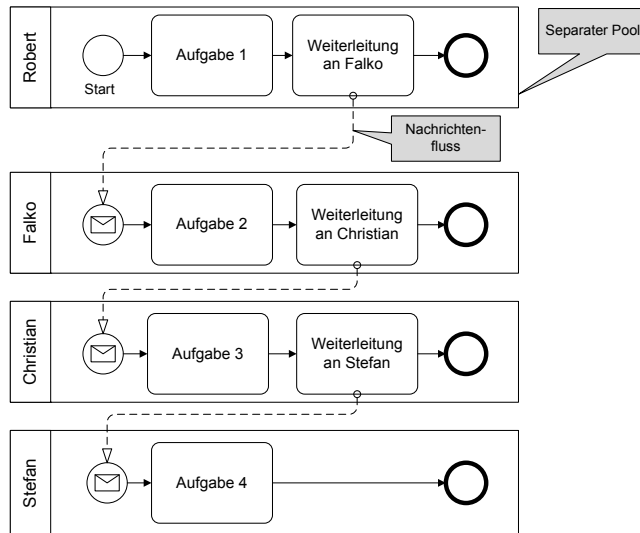 Robert
Start
Aufgabe 1
Weiterleitung
an Falko
Separater Pool
Nachrichten-
fluss
Falko
Aufgabe 2
Weiterleitung
an Christian
Christian
Aufgabe 3
Weiterleitung
an Stefan
Stefan
Aufgabe 4